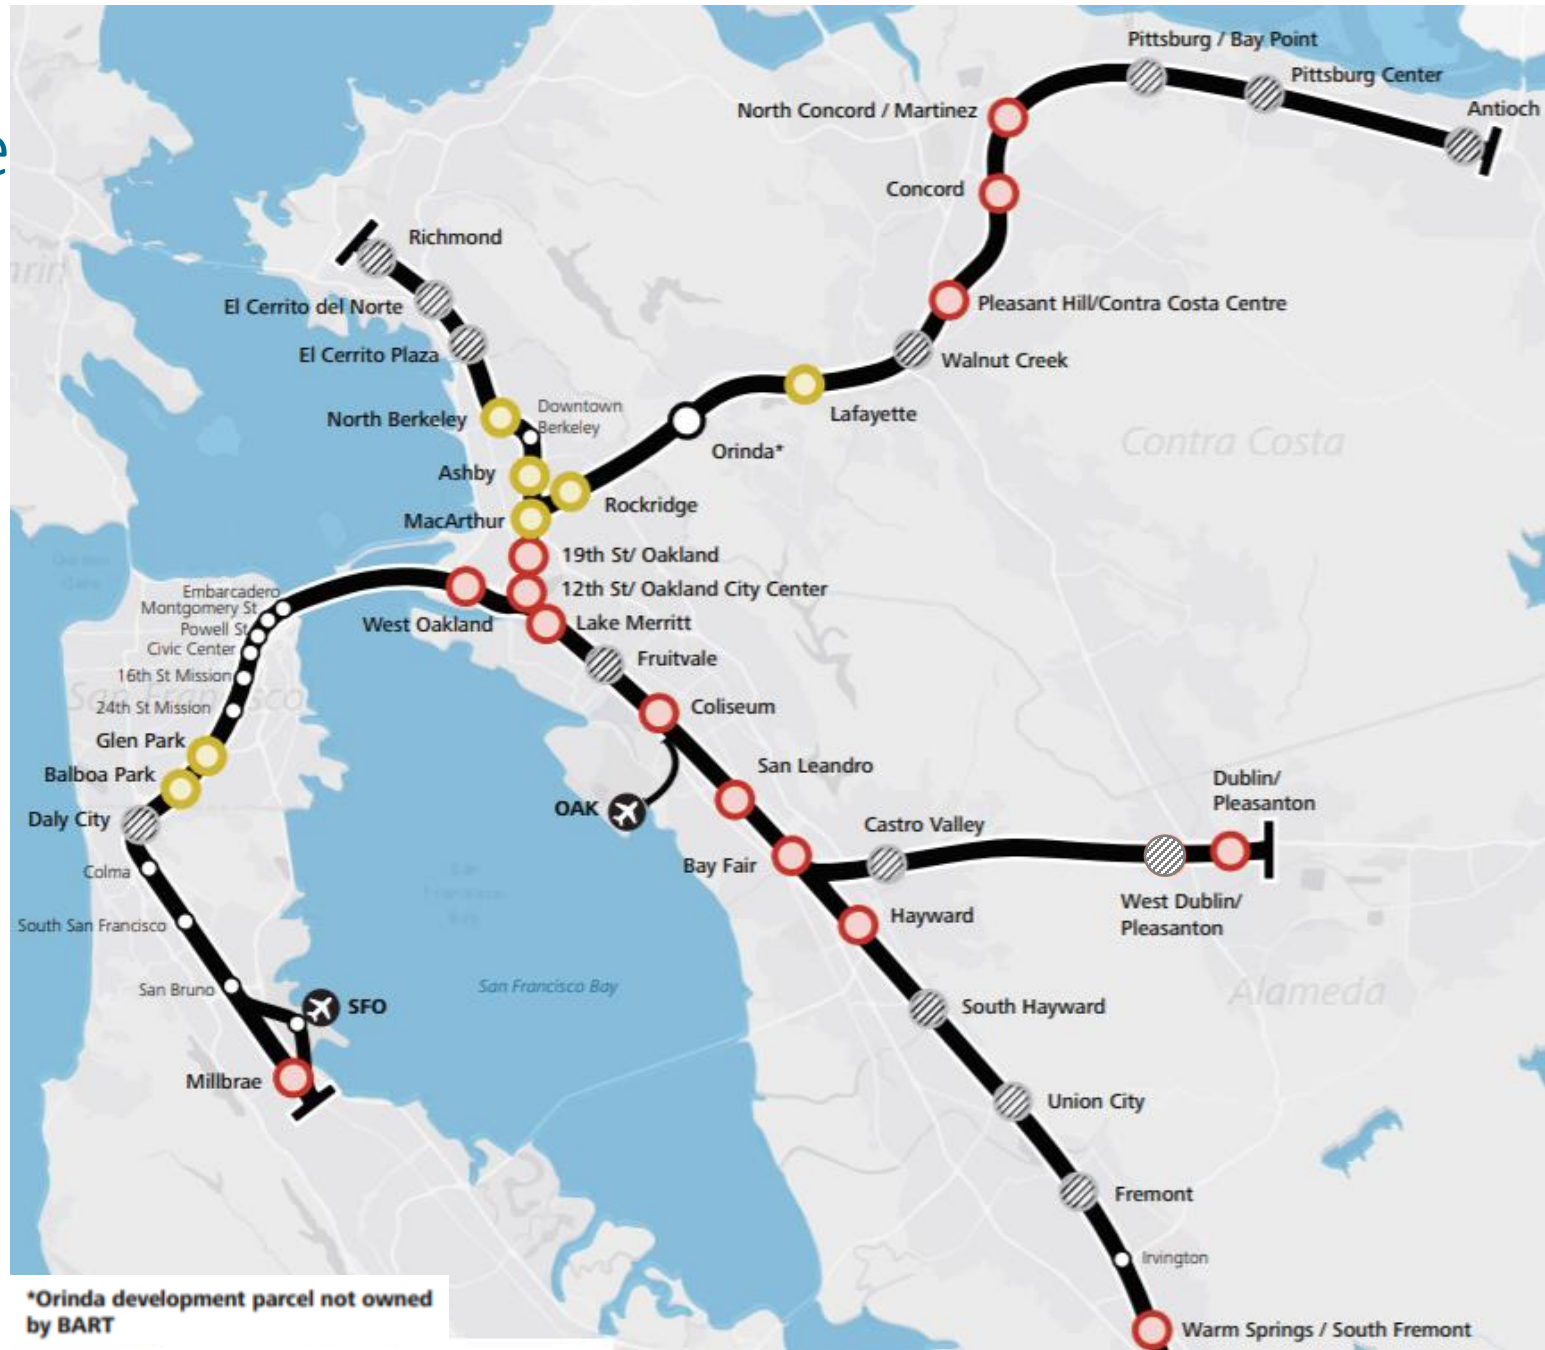 Pittsburg / Bay Point
Pittsburg Center
Antioch
North Concord / Martinez
Concord
Richmond
El Cerrito del Norte
Pleasant Hill/Contra Costa Centre
El Cerrito Plaza
Walnut Creek
North Berkeley
Downtown
Berkeley
Lafayette
Orinda*
Contra Costa
Ashby
Rockridge
MacArthur
19th St/ Oakland
12th St/ Oakland City Center
Embarcadero
Montgomery St
Powell St
Civic Center
16th St Mission
24th St Mission
San Francisco
West Oakland
Lake Merritt
Fruitvale
Coliseum
Glen Park
Balboa Park
Daly City
San Leandro
Dublin/
Pleasanton
OAK
Castro Valley
Bay Fair
Colma
West Dublin/
Pleasanton
Hayward
South San Francisco
San Bruno
San Francisco Bay
SFO
Alameda
South Hayward
Millbrae
Union City
Fremont
Irvington
*Orinda development parcel not owned
by BART
Warm Springs / South Fremont